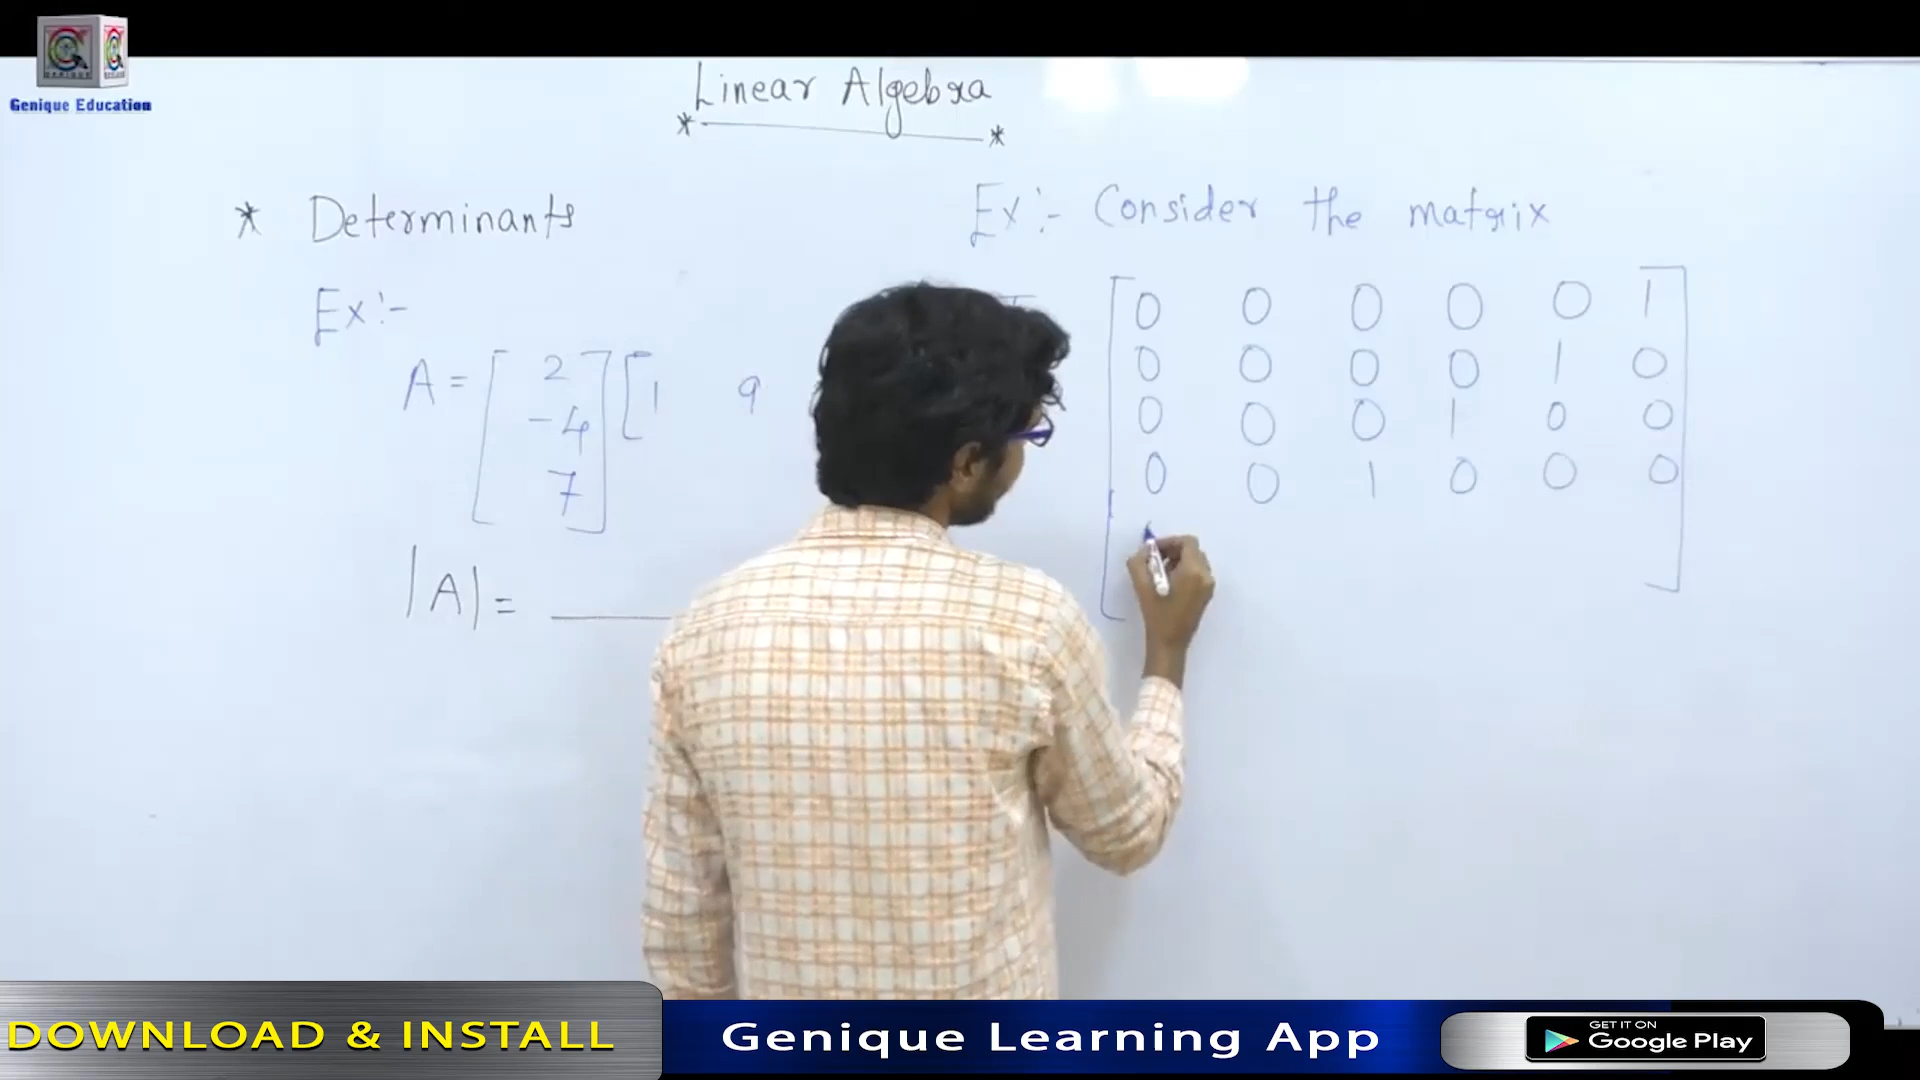 Genique Education
Linear Algebra
* *
* Determinants
Ex:-
A = [ 2 ] [ 1 9
-4
7
|A| = ____
Ex:- Consider the matrix
0 0 0 0 0 1
0 0 0 0 1 0
0 0 0 1 0 0
0 0 1 0 0 0
DOWNLOAD & INSTALL
Genique Learning App
GET IT ON
Google Play